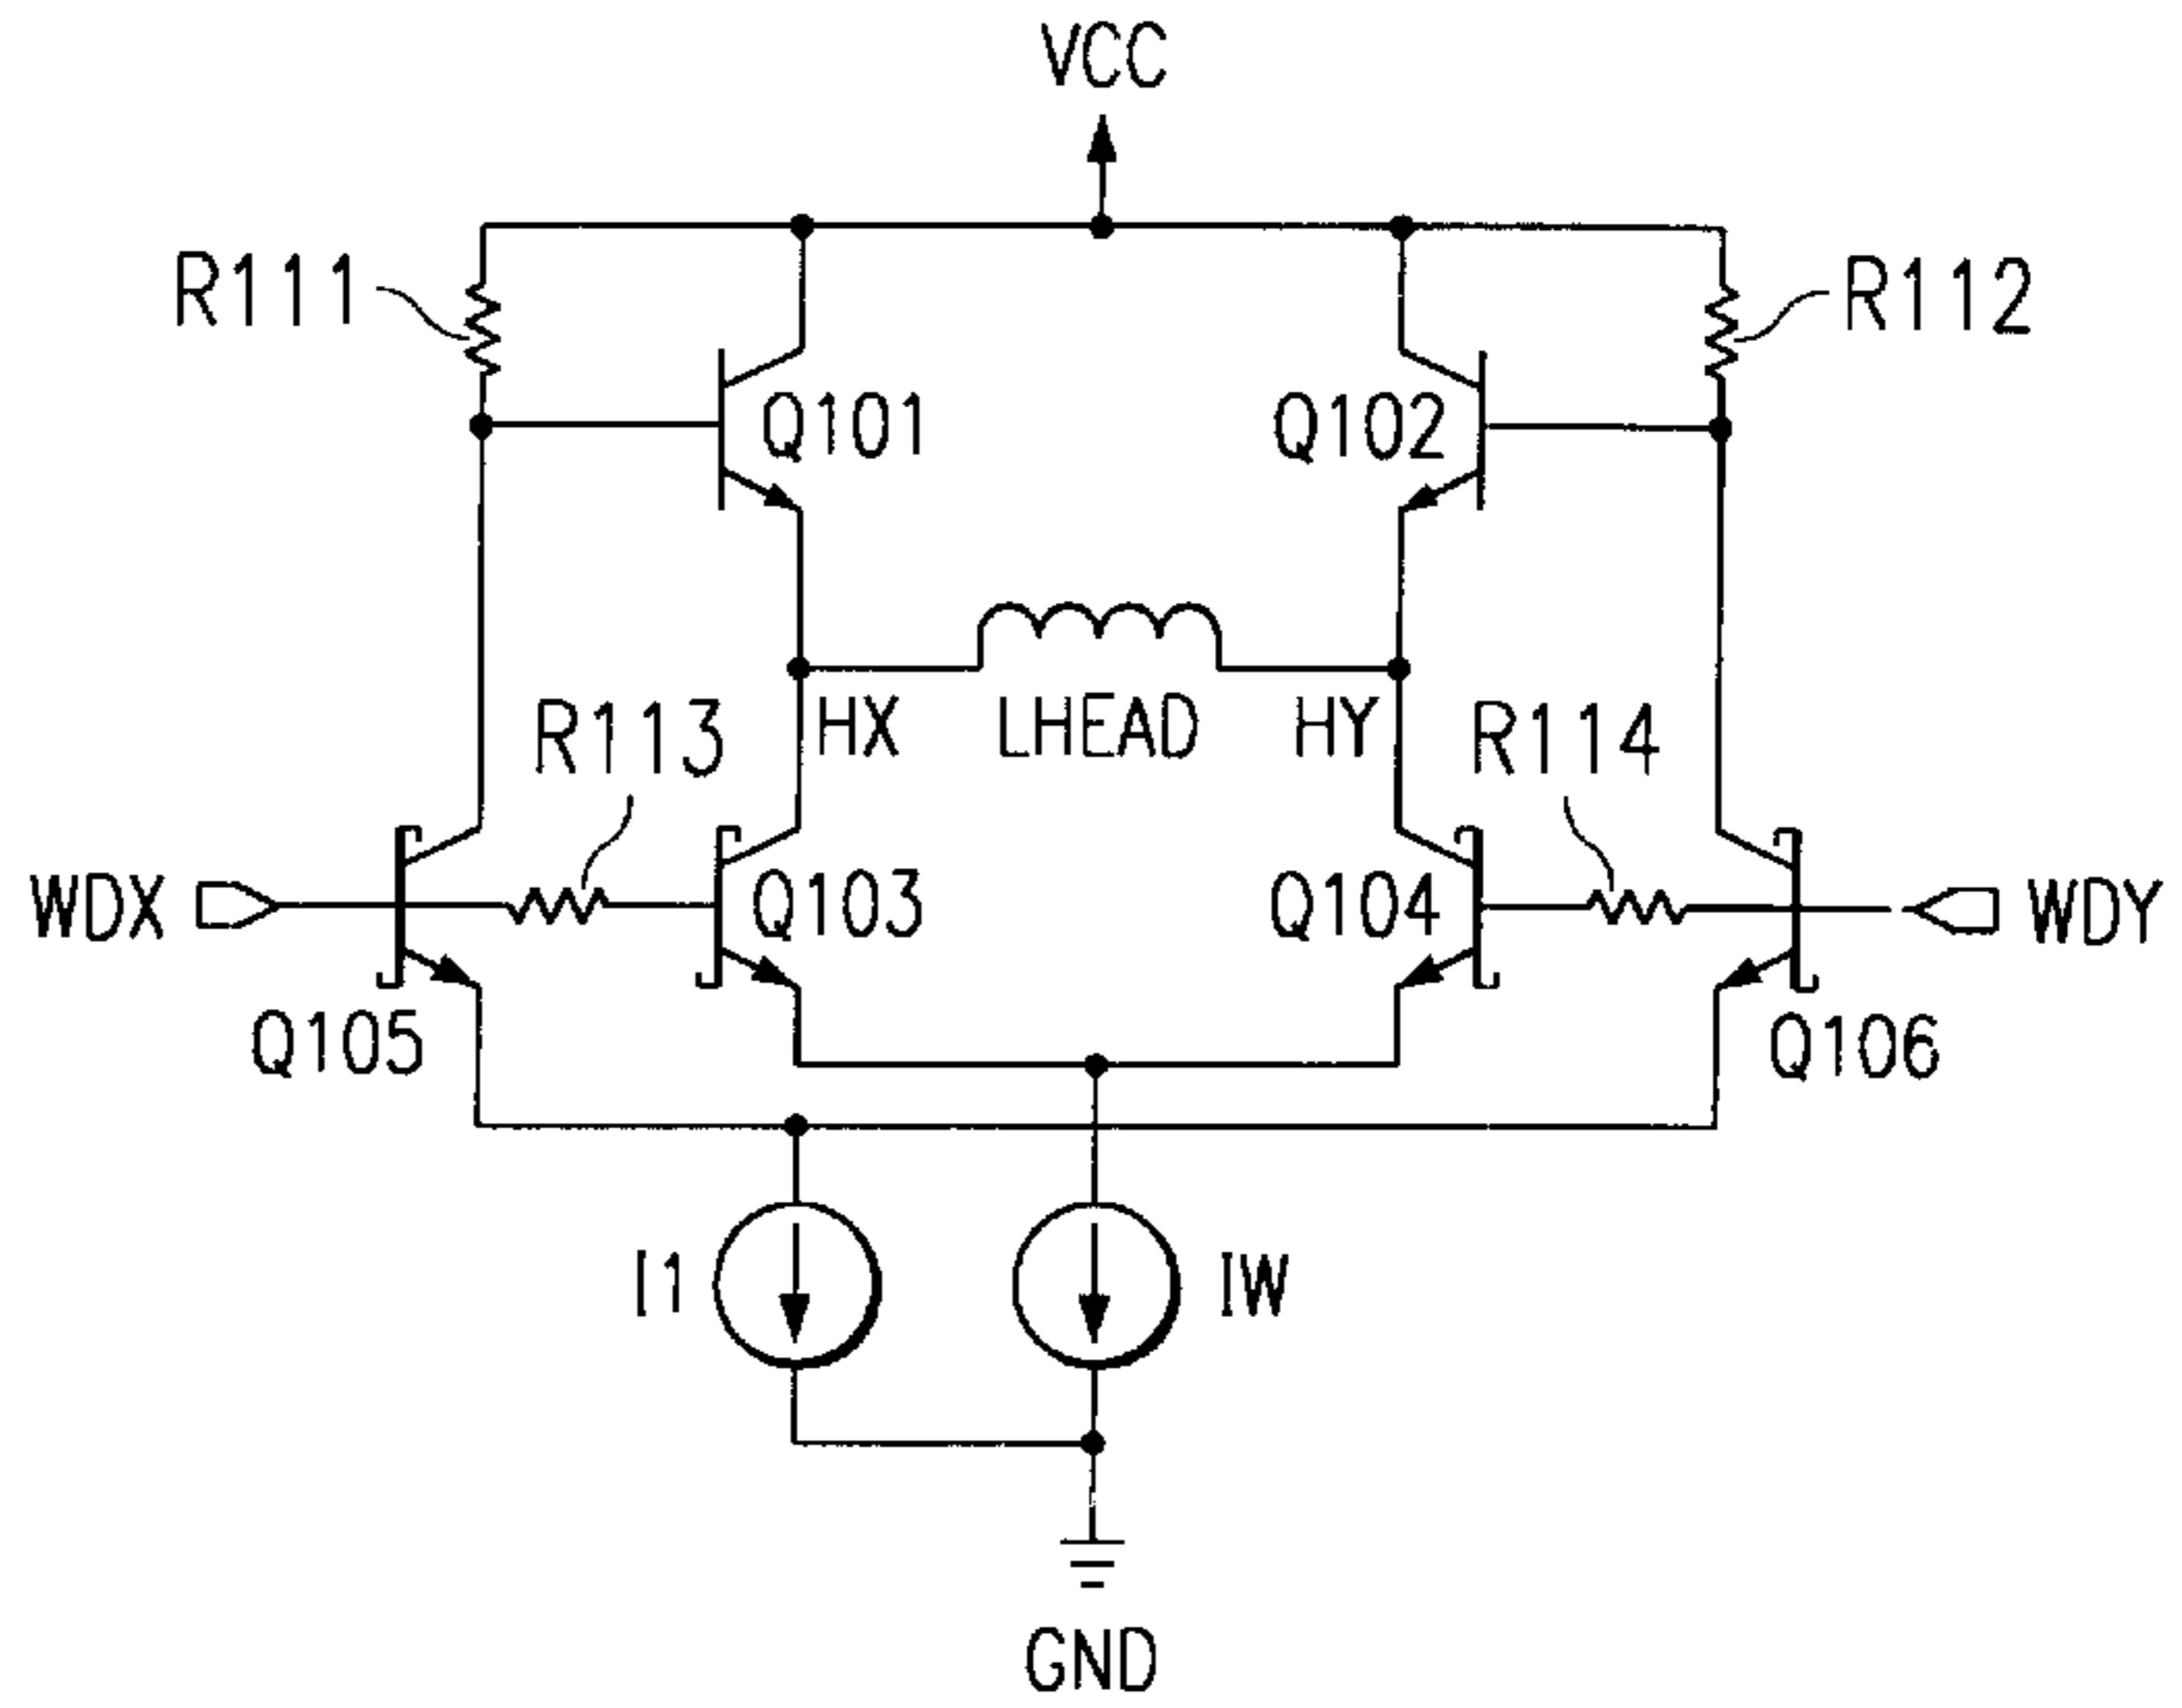 VCC
R111
R112
Q101
Q102
HX
LHEAD
HY
R113
R114
WDX
Q103
Q104
WDY
Q105
Q106
I1
IW
GND